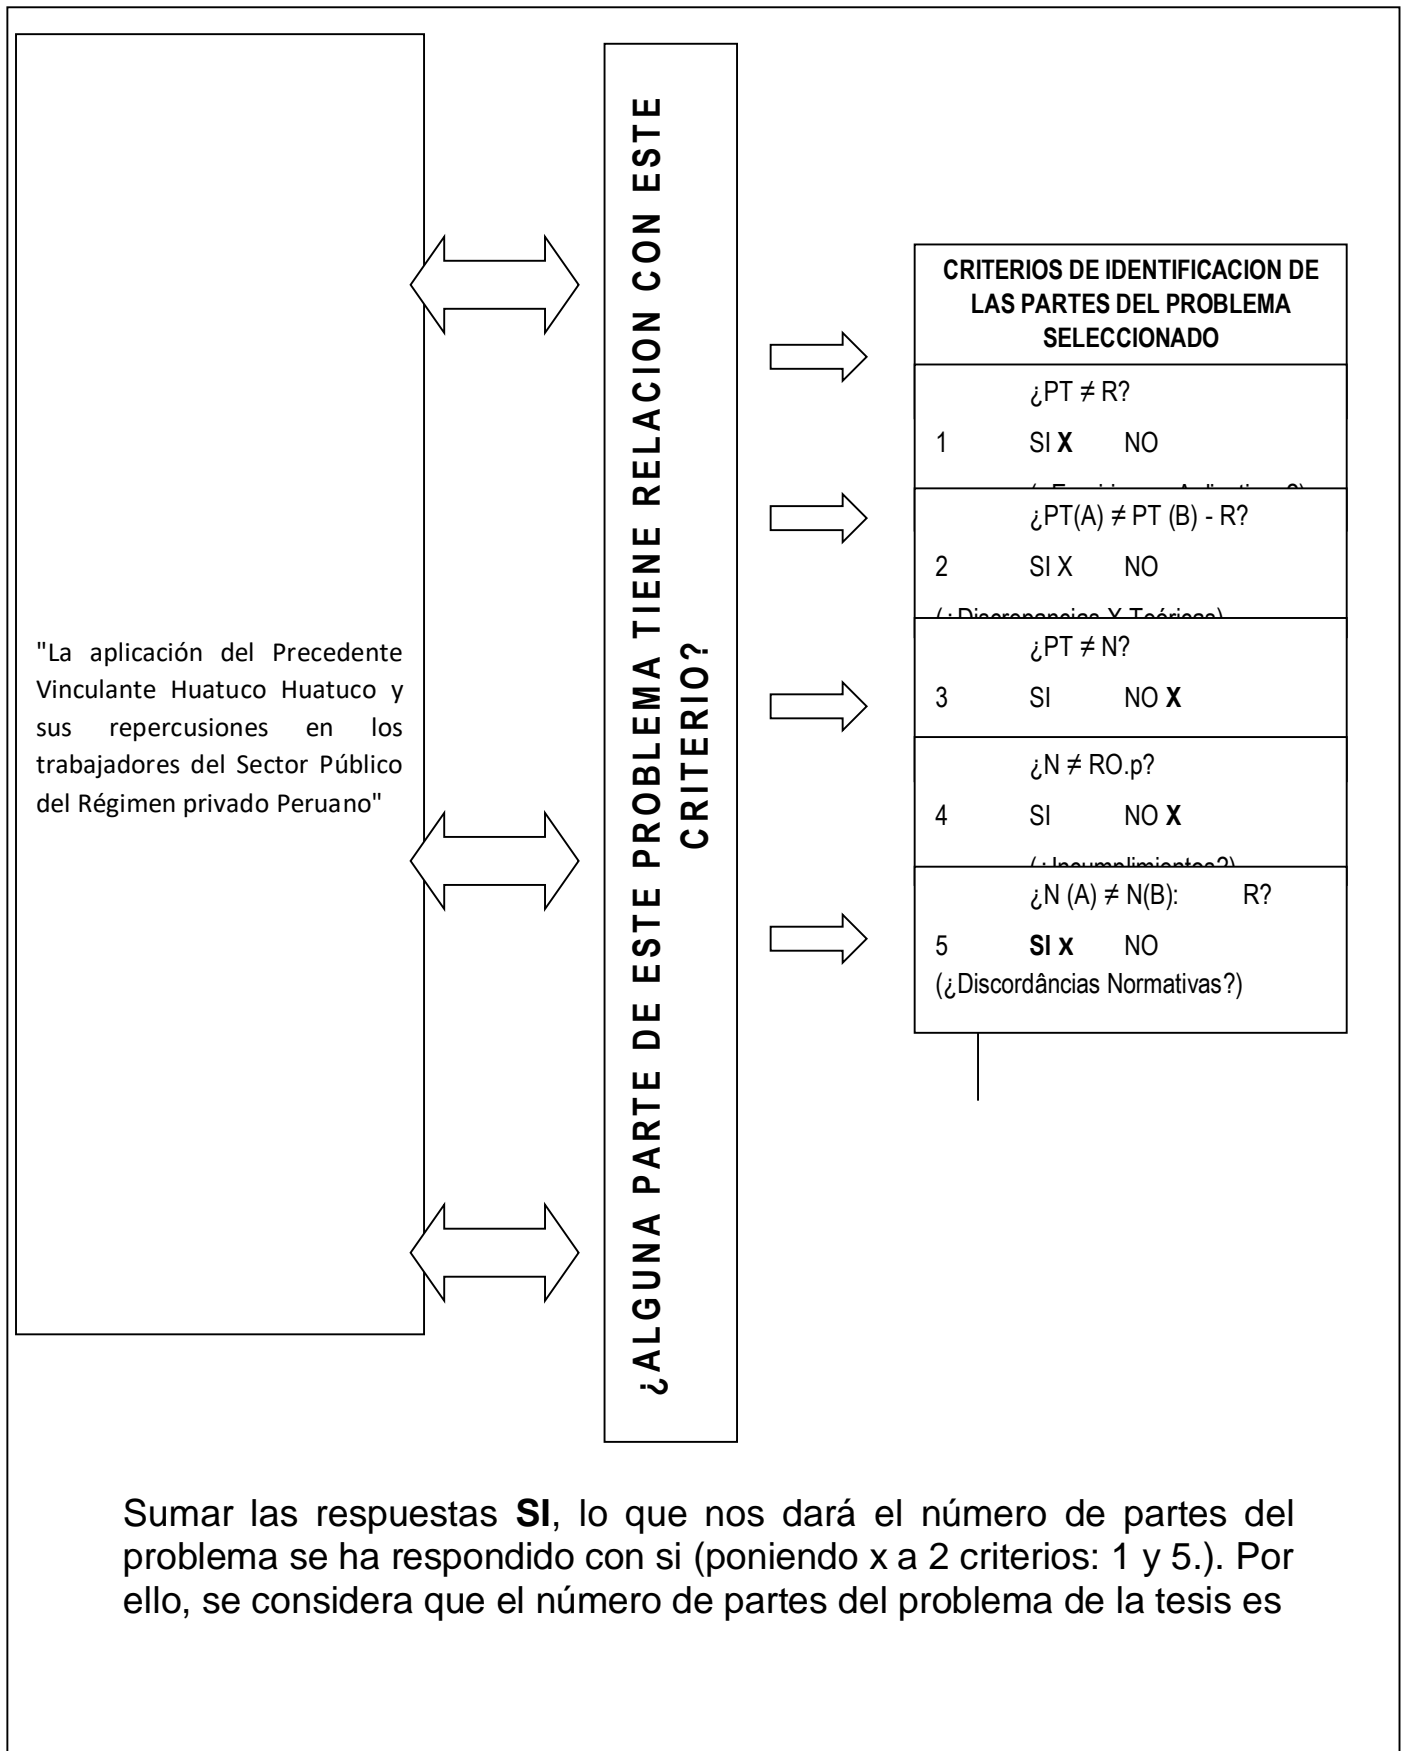 "La aplicación del Precedente
Vinculante Huatuco Huatuco y
sus repercusiones en los
trabajadores del Sector Público
del Régimen privado Peruano"
¿ALGUNA PARTE DE ESTE PROBLEMA TIENE RELACION CON ESTE
CRITERIO?
CRITERIOS DE IDENTIFICACION DE
LAS PARTES DEL PROBLEMA
SELECCIONADO
¿PT ≠ R?
1 SI X NO
¿PT(A) ≠ PT (B) - R?
2 SI X NO
(¿Discrepancias X Teóricas)
¿PT ≠ N?
3 SI NO X
¿N ≠ RO.p?
4 SI NO X
(¿Incumplimientos?)
¿N (A) ≠ N(B): R?
5 SI X NO
(¿Discordâncias Normativas?)
Sumar las respuestas SI, lo que nos dará el número de partes del
problema se ha respondido con si (poniendo x a 2 criterios: 1 y 5.). Por
ello, se considera que el número de partes del problema de la tesis es